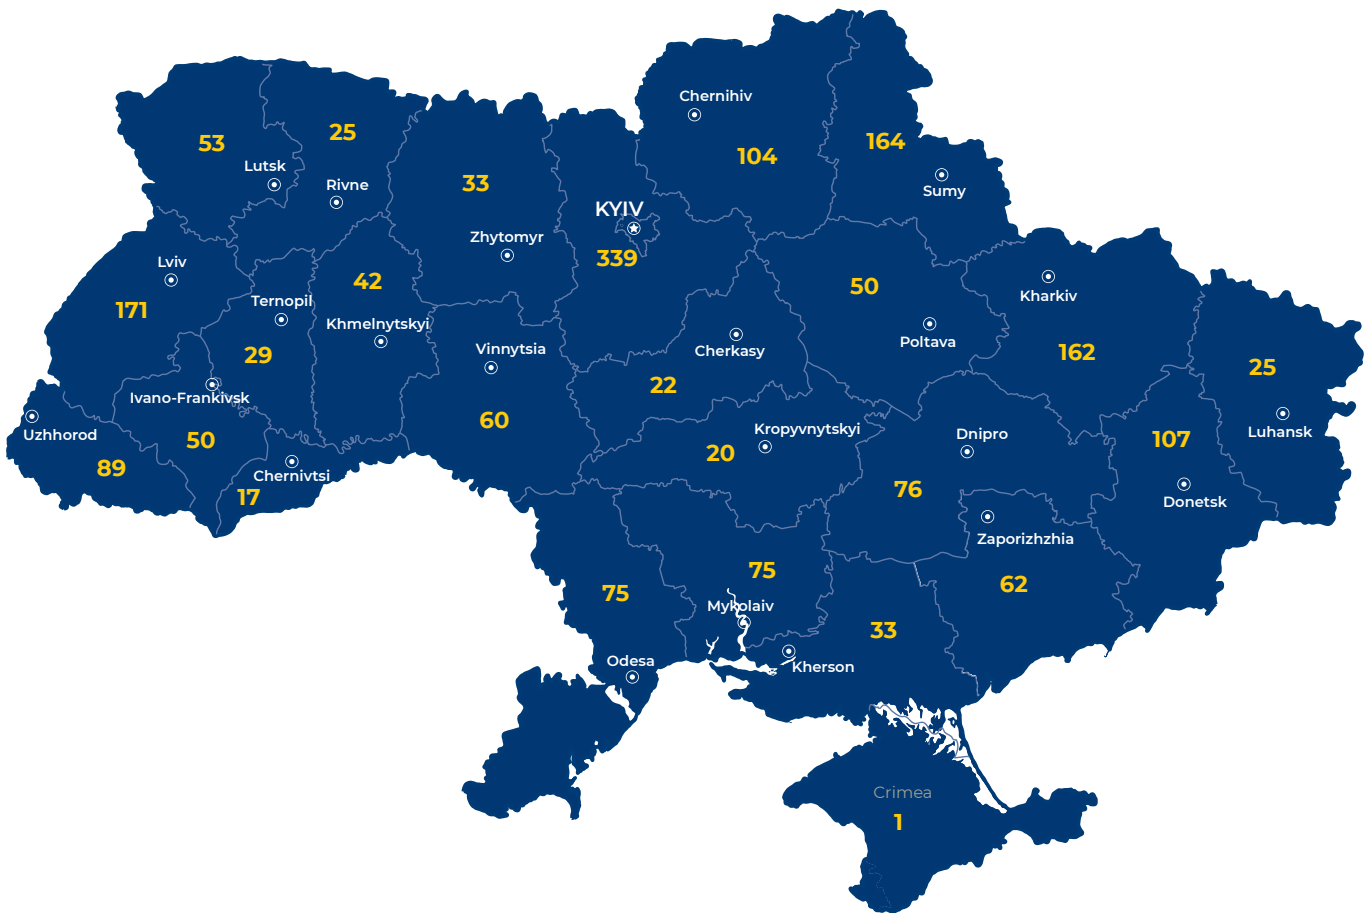 Chernihiv
104
164
Sumy
53
Lutsk
25
Rivne
33
Zhytomyr
KYIV
339
Lviv
171
Ternopil
29
42
Khmelnytskyi
Vinnytsia
60
Cherkasy
22
50
Poltava
Kharkiv
162
25
Luhansk
Ivano-Frankivsk
50
Uzhhorod
89
Chernivtsi
17
Kropyvnytskyi
20
Dnipro
76
107
Donetsk
Zaporizhzhia
62
75
Odesa
75
Mykolaiv
33
Kherson
Crimea
1